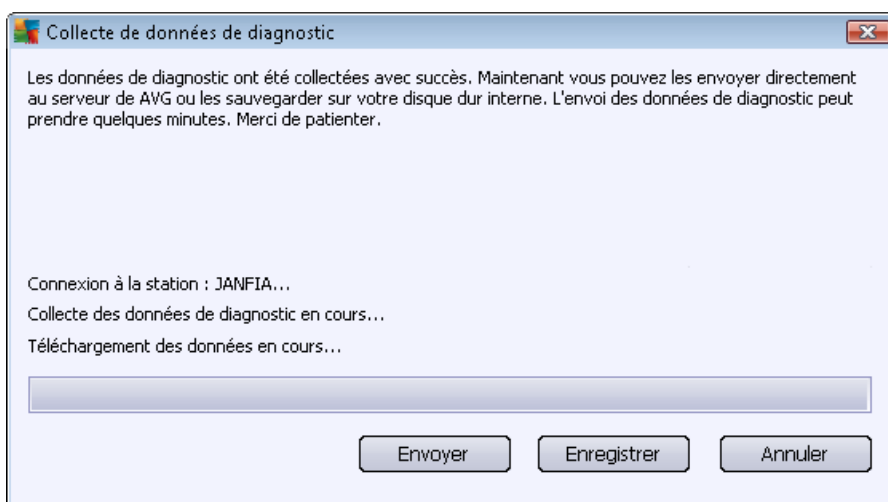 Collecte de données de diagnostic
Les données de diagnostic ont été collectées avec succès. Maintenant vous pouvez les envoyer directement
au serveur de AVG ou les sauvegarder sur votre disque dur interne. L'envoi des données de diagnostic peut
prendre quelques minutes. Merci de patienter.
Connexion à la station : JANFIA...
Collecte des données de diagnostic en cours...
Téléchargement des données en cours...
Envoyer Enregistrer Annuler